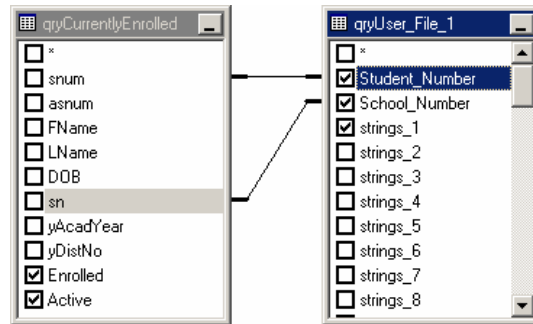 qryCurrentlyEnrolled
*
snum
asnum
FName
LName
DOB
sn
yAcadYear
yDistNo
Enrolled
Active
qryUser_File_1
*
Student_Number
School_Number
strings_1
strings_2
strings_3
strings_4
strings_5
strings_6
strings_7
strings_8